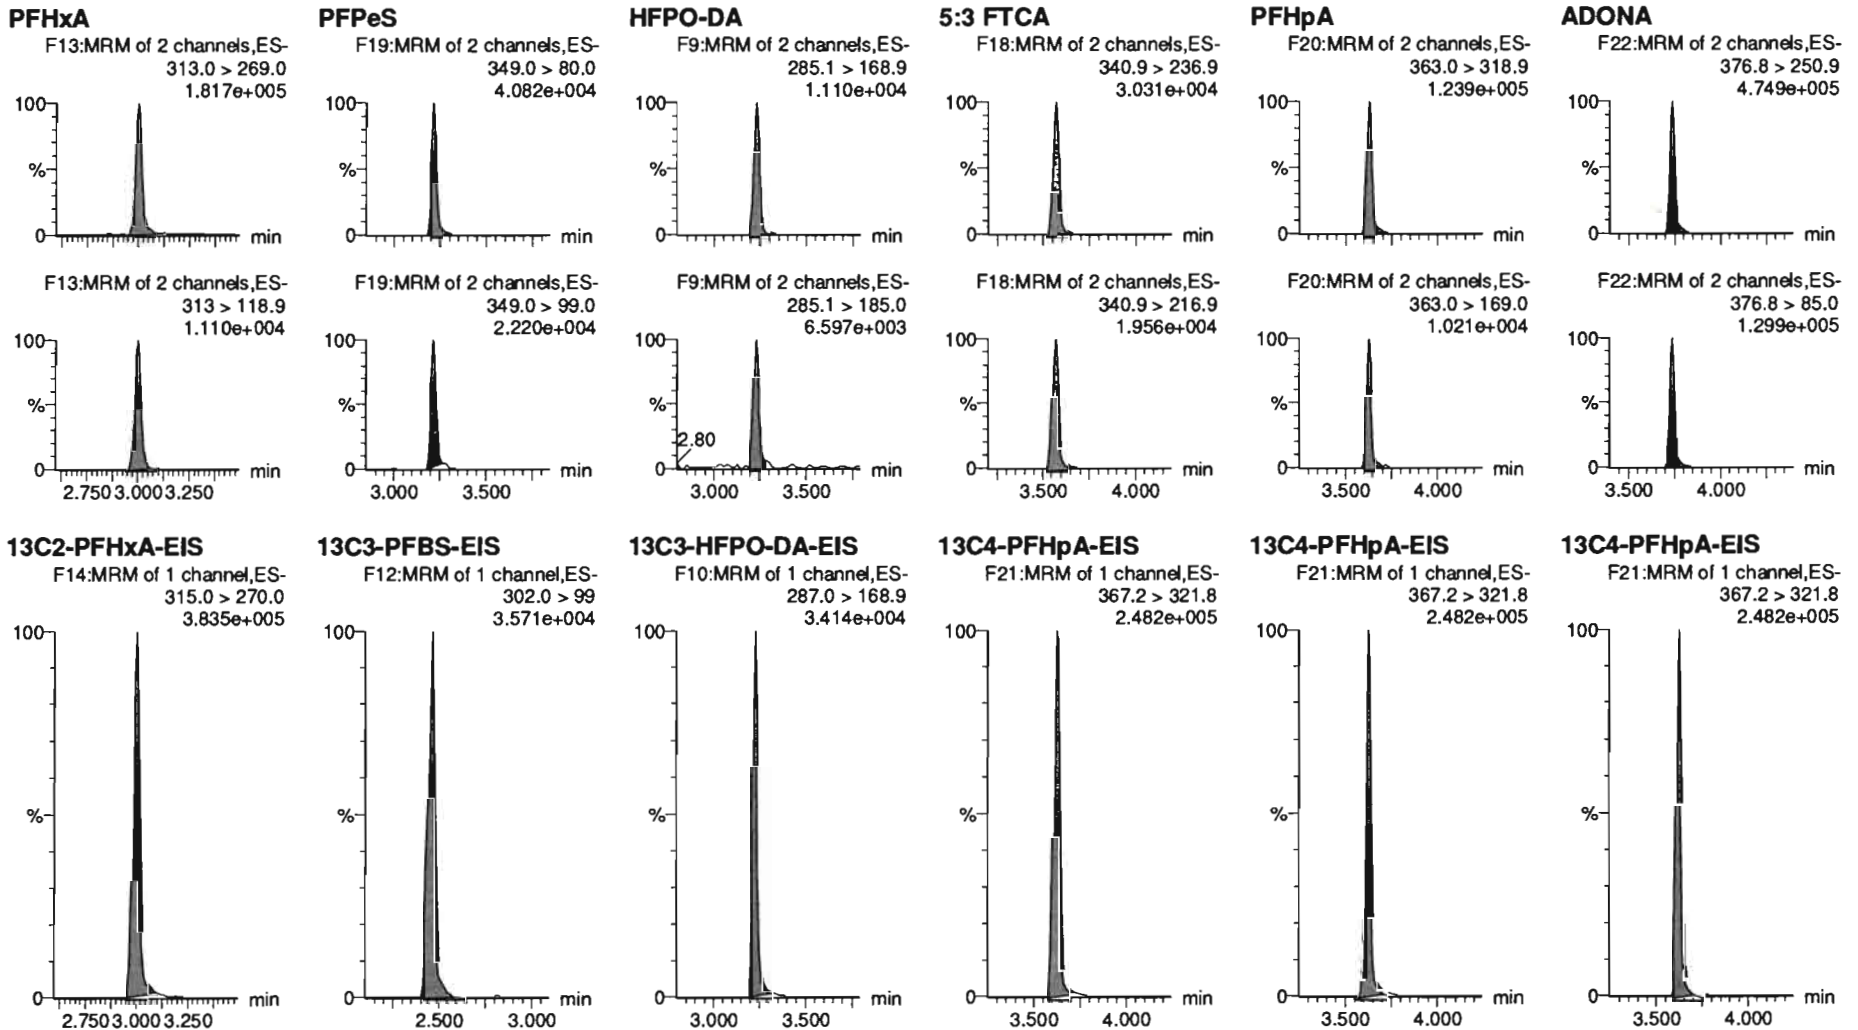 PFHxA
F13:MRM of 2 channels,ES-
313.0 > 269.0
1.817e+005
100
%
0
min
F13:MRM of 2 channels,ES-
313 > 118.9
1.110e+004
100
%
0
min
2.750 3.000 3.250
PFPeS
F19:MRM of 2 channels,ES-
349.0 > 80.0
4.082e+004
100
%
0
min
F19:MRM of 2 channels,ES-
349.0 > 99.0
2.220e+004
100
%
0
min
3.000 3.500
HFPO-DA
F9:MRM of 2 channels,ES-
285.1 > 168.9
1.110e+004
100
%
0
min
F9:MRM of 2 channels,ES-
285.1 > 185.0
6.597e+003
100
%
2.80
0
min
3.000 3.500
5:3 FTCA
F18:MRM of 2 channels,ES-
340.9 > 236.9
3.031e+004
100
%
0
min
F18:MRM of 2 channels,ES-
340.9 > 216.9
1.956e+004
100
%
0
min
3.500 4.000
PFHpA
F20:MRM of 2 channels,ES-
363.0 > 318.9
1.239e+005
100
%
0
min
F20:MRM of 2 channels,ES-
363.0 > 169.0
1.021e+004
100
%
0
min
3.500 4.000
ADONA
F22:MRM of 2 channels,ES-
376.8 > 250.9
4.749e+005
100
%
0
min
F22:MRM of 2 channels,ES-
376.8 > 85.0
1.299e+005
100
%
0
min
3.500 4.000
13C2-PFHxA-EIS
F14:MRM of 1 channel,ES-
315.0 > 270.0
3.835e+005
100
%
0
min
2.750 3.000 3.250
13C3-PFBS-EIS
F12:MRM of 1 channel,ES-
302.0 > 99
3.571e+004
100
%
0
min
2.500 3.000
13C3-HFPO-DA-EIS
F10:MRM of 1 channel,ES-
287.0 > 168.9
3.414e+004
100
%
0
min
3.000 3.500
13C4-PFHpA-EIS
F21:MRM of 1 channel,ES-
367.2 > 321.8
2.482e+005
100
%
0
min
3.500 4.000
13C4-PFHpA-EIS
F21:MRM of 1 channel,ES-
367.2 > 321.8
2.482e+005
100
%
0
min
3.500 4.000
13C4-PFHpA-EIS
F21:MRM of 1 channel,ES-
367.2 > 321.8
2.482e+005
100
%
0
min
3.500 4.000